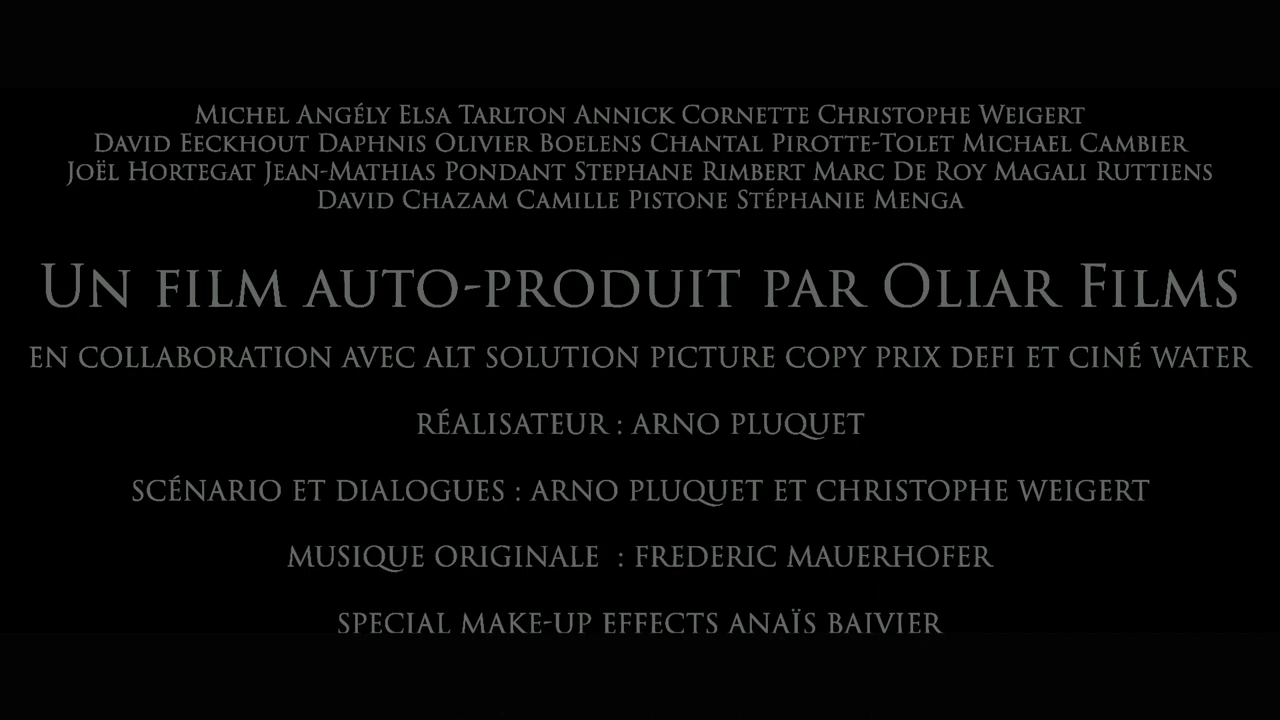 Michel Angély Elsa Tarlton Annick Cornette Christophe Weigert
David Eeckhout Daphnis Olivier Boelens Chantal Pirotte-Tolet Michael Cambier
Joël Hortegat Jean-Mathias Pondant Stephane Rimbert Marc De Roy Magali Ruttiens
David Chazam Camille Pistone Stéphanie Menga
Un film auto-produit par Oliar Films
EN COLLABORATION AVEC ALT SOLUTION PICTURE COPY PRIX DEFI ET CINÉ WATER
RÉALISATEUR : ARNO PLUQUET
SCÉNARIO ET DIALOGUES : ARNO PLUQUET ET CHRISTOPHE WEIGERT
MUSIQUE ORIGINALE : FREDERIC MAUERHOFER
SPECIAL MAKE-UP EFFECTS ANAÏS BAIVIER